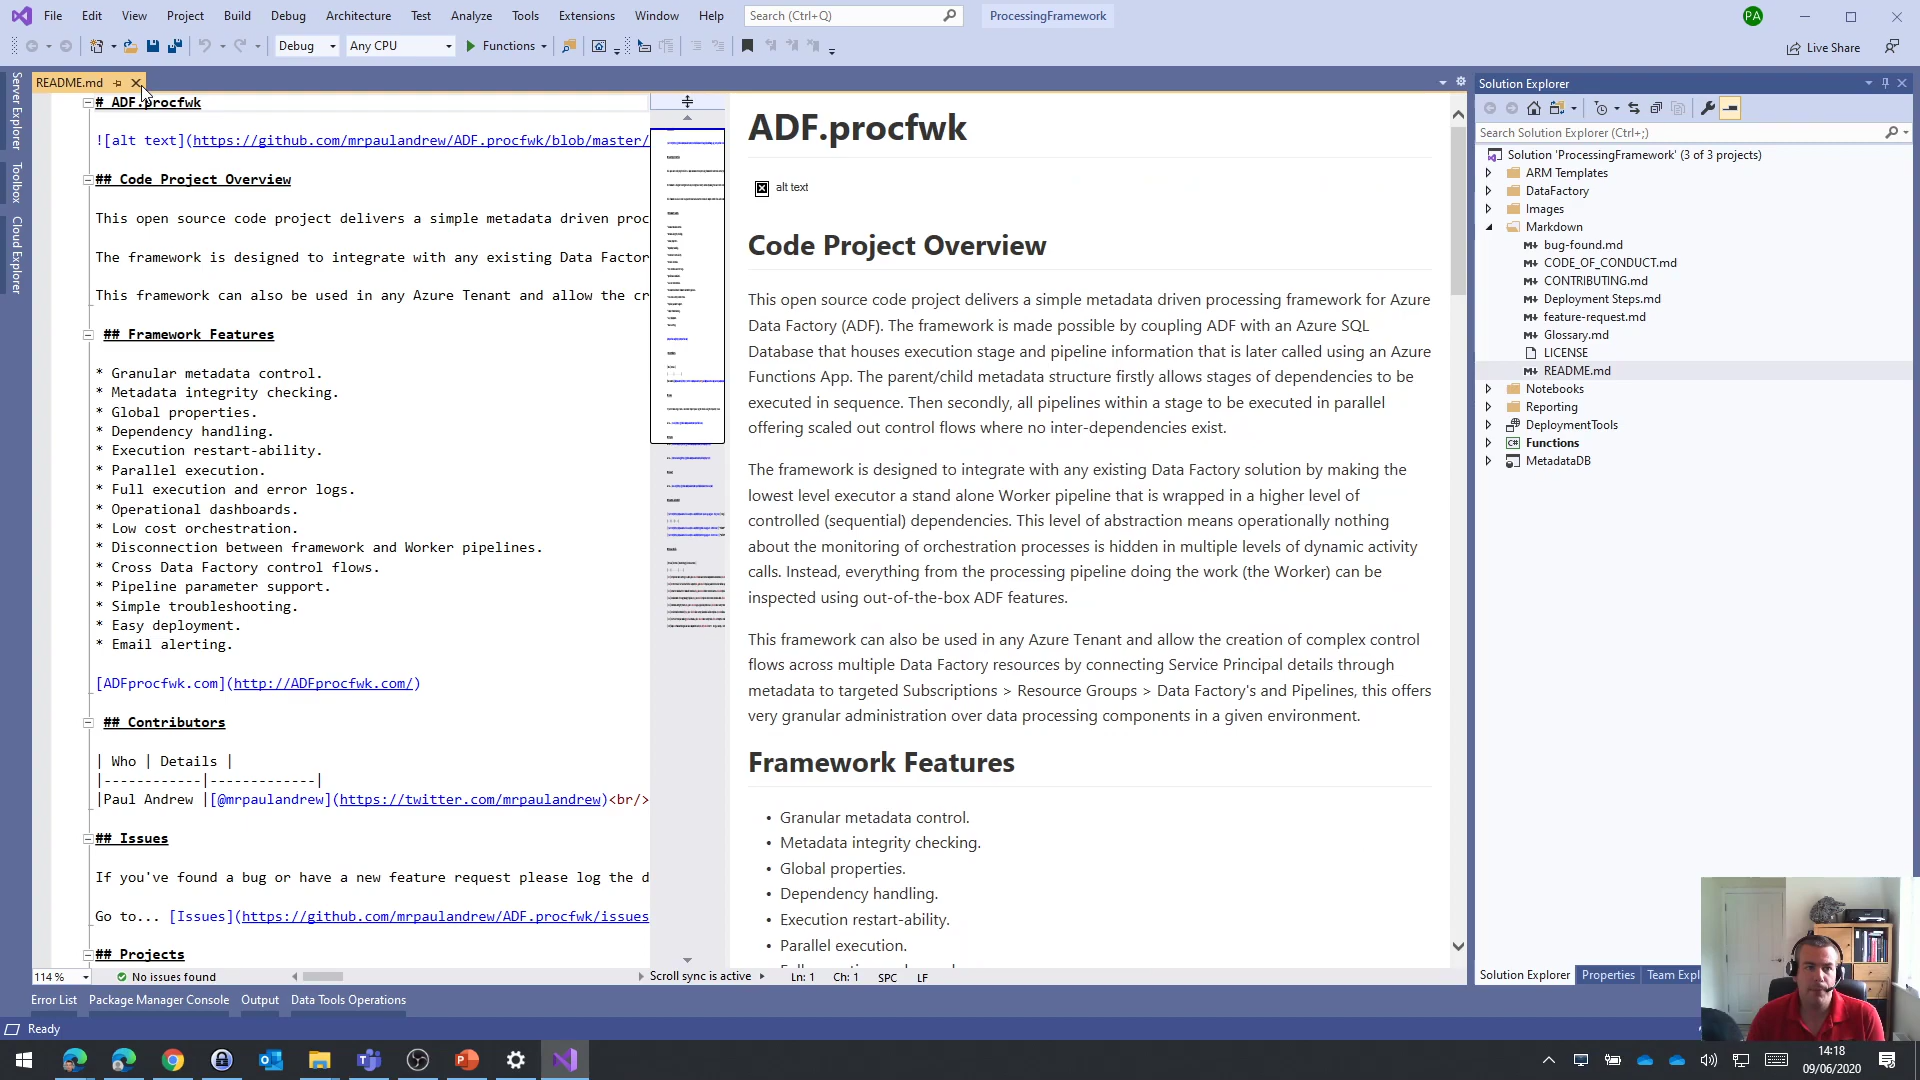 File Edit View Project Build Debug Architecture Test Analyze Tools Extensions Window Help Search (Ctrl+Q) ProcessingFramework PA
Debug Any CPU Functions Live Share
Server Explorer
Toolbox
Cloud Explorer
README.md
# ADF.procfwk
![alt text](https://github.com/mrpaulandrew/ADF.procfwk/blob/master/
## Code Project Overview
This open source code project delivers a simple metadata driven proc
The framework is designed to integrate with any existing Data Factor
This framework can also be used in any Azure Tenant and allow the cr
## Framework Features
* Granular metadata control.
* Metadata integrity checking.
* Global properties.
* Dependency handling.
* Execution restart-ability.
* Parallel execution.
* Full execution and error logs.
* Operational dashboards.
* Low cost orchestration.
* Disconnection between framework and Worker pipelines.
* Cross Data Factory control flows.
* Pipeline parameter support.
* Simple troubleshooting.
* Easy deployment.
* Email alerting.
[ADFprocfwk.com](http://ADFprocfwk.com/)
## Contributors
| Who | Details |
|------------|-------------|
|Paul Andrew |[@mrpaulandrew](https://twitter.com/mrpaulandrew)<br/>
## Issues
If you've found a bug or have a new feature request please log the d
Go to... [Issues](https://github.com/mrpaulandrew/ADF.procfwk/issues
## Projects
ADF.procfwk
alt text
Code Project Overview
This open source code project delivers a simple metadata driven processing framework for Azure
Data Factory (ADF). The framework is made possible by coupling ADF with an Azure SQL
Database that houses execution stage and pipeline information that is later called using an Azure
Functions App. The parent/child metadata structure firstly allows stages of dependencies to be
executed in sequence. Then secondly, all pipelines within a stage to be executed in parallel
offering scaled out control flows where no inter-dependencies exist.
The framework is designed to integrate with any existing Data Factory solution by making the
lowest level executor a stand alone Worker pipeline that is wrapped in a higher level of
controlled (sequential) dependencies. This level of abstraction means operationally nothing
about the monitoring of orchestration processes is hidden in multiple levels of dynamic activity
calls. Instead, everything from the processing pipeline doing the work (the Worker) can be
inspected using out-of-the-box ADF features.
This framework can also be used in any Azure Tenant and allow the creation of complex control
flows across multiple Data Factory resources by connecting Service Principal details through
metadata to targeted Subscriptions > Resource Groups > Data Factory's and Pipelines, this offers
very granular administration over data processing components in a given environment.
Framework Features
• Granular metadata control.
• Metadata integrity checking.
• Global properties.
• Dependency handling.
• Execution restart-ability.
• Parallel execution.
Solution Explorer
Search Solution Explorer (Ctrl+;)
Solution 'ProcessingFramework' (3 of 3 projects)
ARM Templates
DataFactory
Images
Markdown
bug-found.md
CODE_OF_CONDUCT.md
CONTRIBUTING.md
Deployment Steps.md
feature-request.md
Glossary.md
LICENSE
README.md
Notebooks
Reporting
DeploymentTools
Functions
MetadataDB
Solution Explorer Properties Team Expl
114 % No issues found Scroll sync is active Ln: 1 Ch: 1 SPC LF
Error List Package Manager Console Output Data Tools Operations
Ready
14:18
09/06/2020